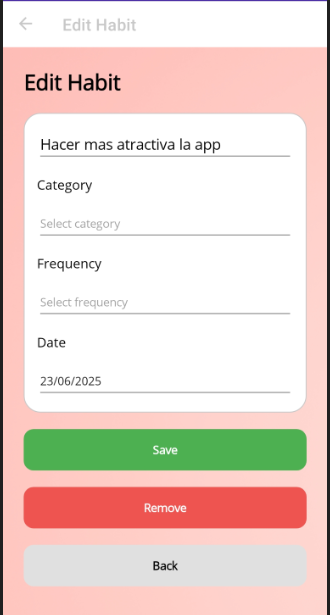 Edit Habit
Edit Habit
Hacer mas atractiva la app
Category
Select category
Frequency
Select frequency
Date
23/06/2025
Save
Remove
Back